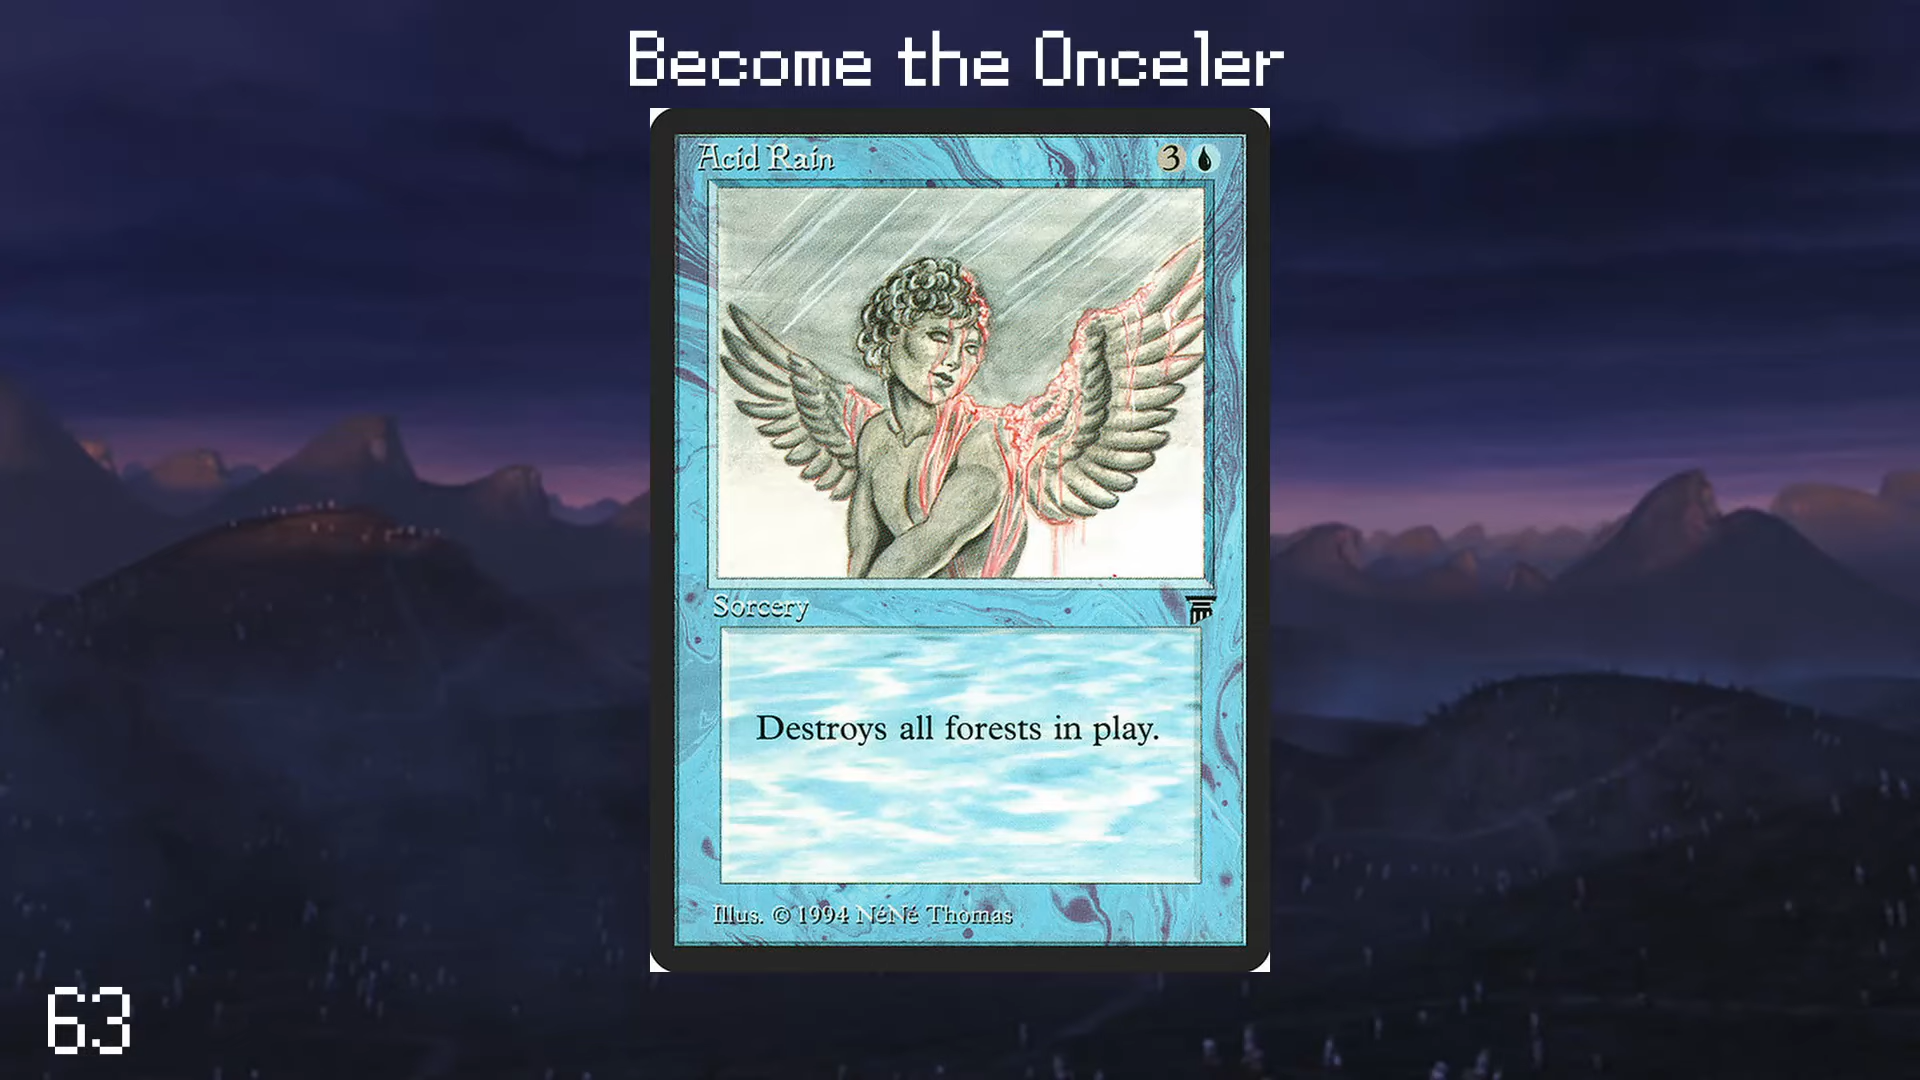 Become the Onceler
Acid Rain 3
Sorcery
Destroys all forests in play.
Illus. © 1994 NéNé Thomas
63